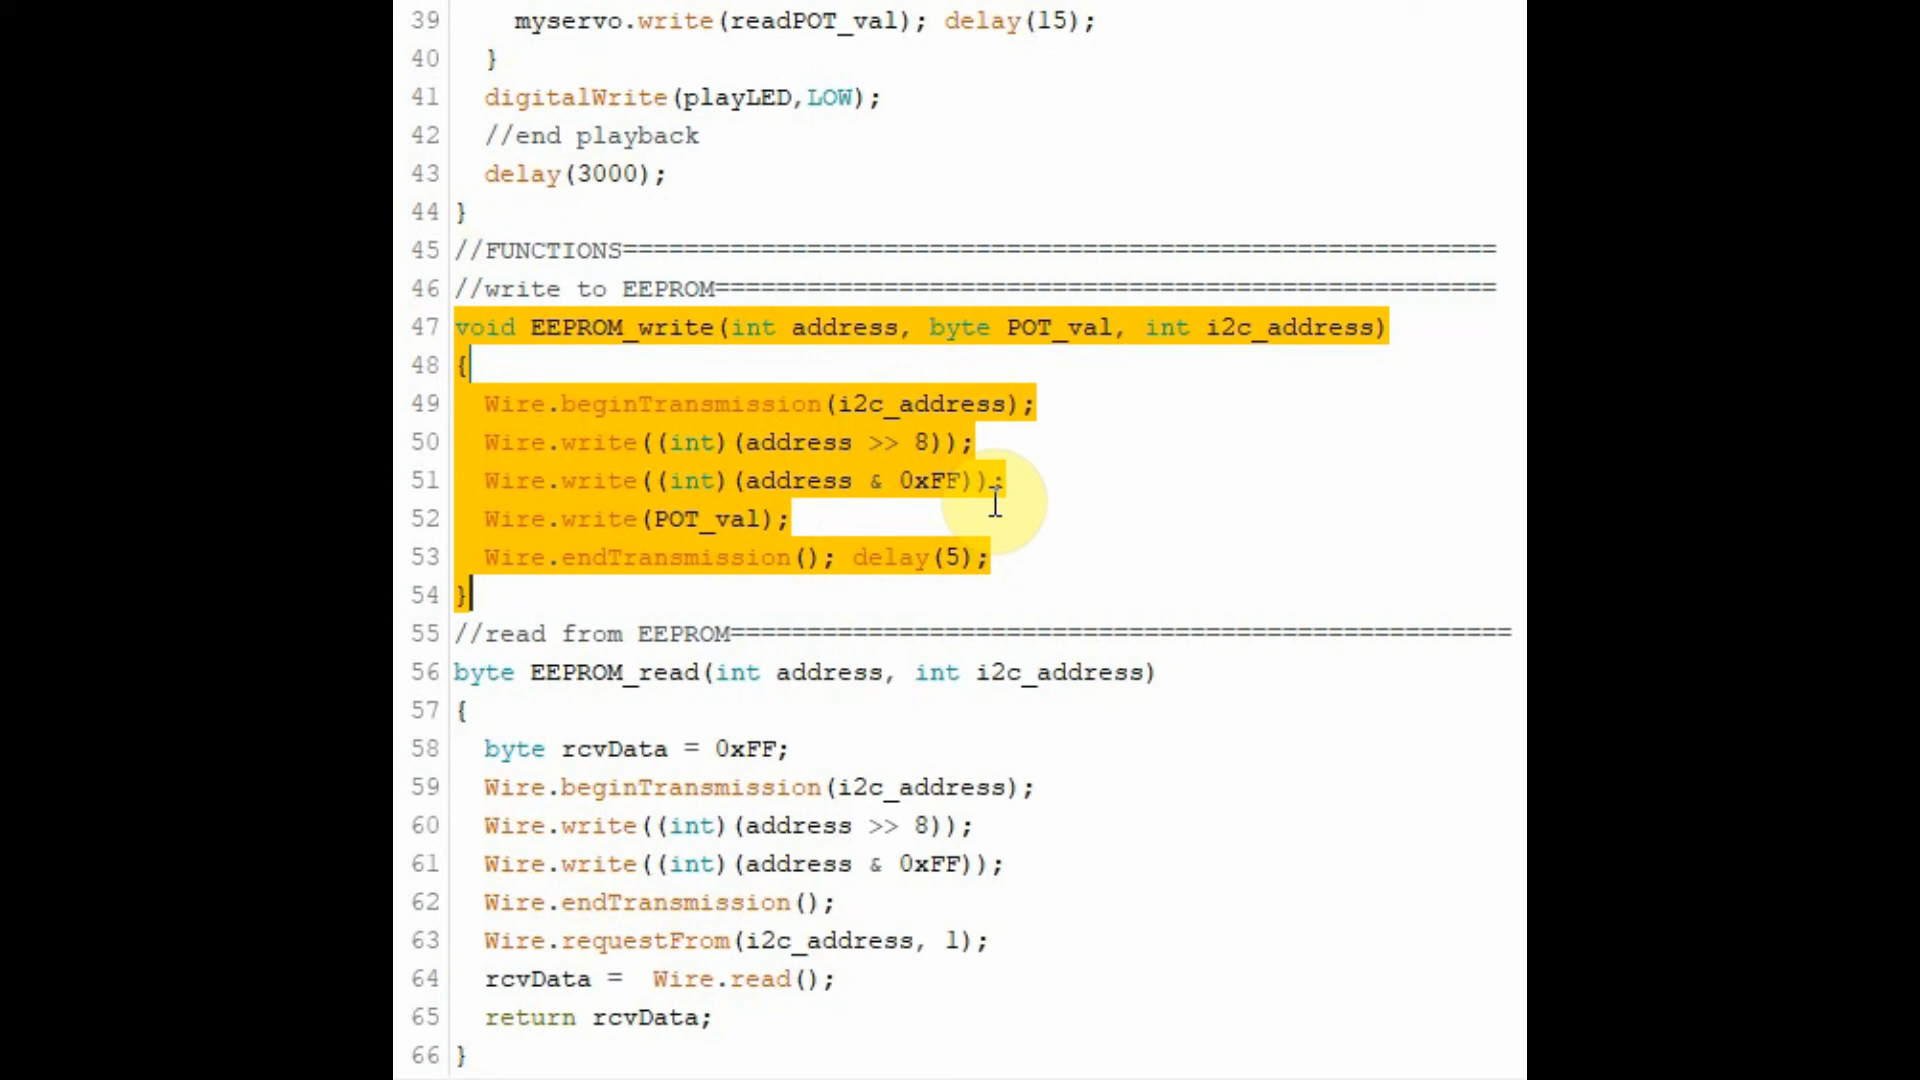 39 myservo.write(readPOT_val); delay(15);
40 }
41 digitalWrite(playLED,LOW);
42 //end playback
43 delay(3000);
44 }
45 //FUNCTIONS=========================================================
46 //write to EEPROM===================================================
47 void EEPROM_write(int address, byte POT_val, int i2c_address)
48 {
49 Wire.beginTransmission(i2c_address);
50 Wire.write((int)(address >> 8));
51 Wire.write((int)(address & 0xFF));
52 Wire.write(POT_val);
53 Wire.endTransmission(); delay(5);
54 }
55 //read from EEPROM===================================================
56 byte EEPROM_read(int address, int i2c_address)
57 {
58 byte rcvData = 0xFF;
59 Wire.beginTransmission(i2c_address);
60 Wire.write((int)(address >> 8));
61 Wire.write((int)(address & 0xFF));
62 Wire.endTransmission();
63 Wire.requestFrom(i2c_address, 1);
64 rcvData =  Wire.read();
65 return rcvData;
66 }